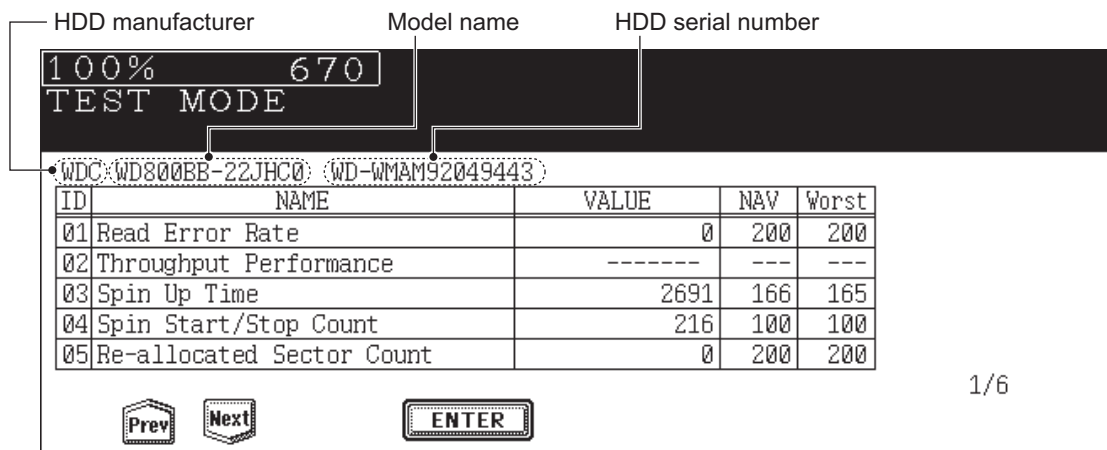 HDD manufacturer Model name HDD serial number
100% 670
TEST MODE
WDC WD800BB-22JHC0 WD-WMAM92049443
ID NAME VALUE NAV Worst
01 Read Error Rate 0 200 200
02 Throughput Performance ------- --- ---
03 Spin Up Time 2691 166 165
04 Spin Start/Stop Count 216 100 100
05 Re-allocated Sector Count 0 200 200
1/6
Prev Next ENTER